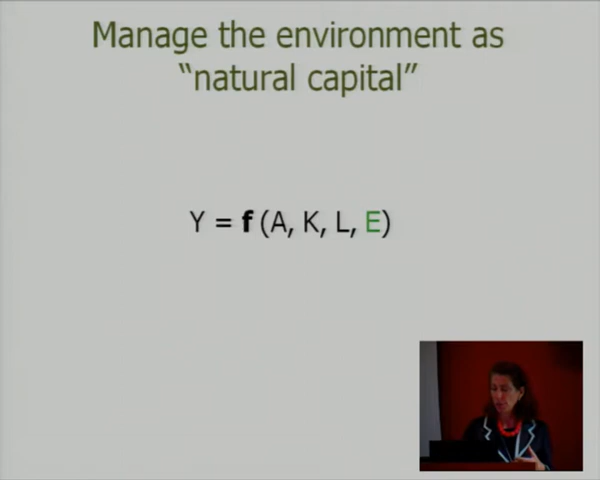 Manage the environment as
“natural capital”
Y = f (A, K, L, E)